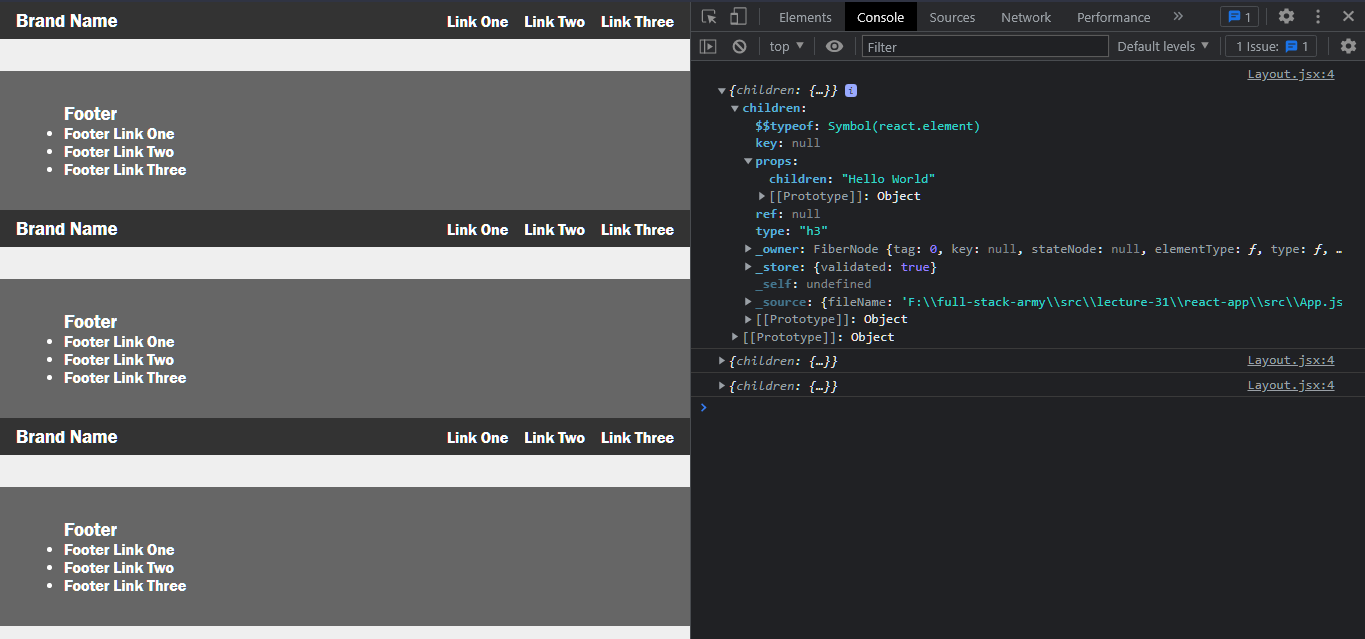 Brand Name Link One Link Two Link Three
Footer
Footer Link One
Footer Link Two
Footer Link Three
Brand Name Link One Link Two Link Three
Footer
Footer Link One
Footer Link Two
Footer Link Three
Brand Name Link One Link Two Link Three
Footer
Footer Link One
Footer Link Two
Footer Link Three
Elements Console Sources Network Performance » 1
top ▼ Filter Default levels ▼ 1 Issue: 1
Layout.jsx:4
▼{children: {…}} i
▼children:
$$typeof: Symbol(react.element)
key: null
▼props:
children: "Hello World"
▶[[Prototype]]: Object
ref: null
type: "h3"
▶_owner: FiberNode {tag: 0, key: null, stateNode: null, elementType: ƒ, type: ƒ, …
▶_store: {validated: true}
_self: undefined
▶_source: {fileName: 'F:\\full-stack-army\\src\\lecture-31\\react-app\\src\\App.js
▶[[Prototype]]: Object
▶[[Prototype]]: Object
▶{children: {…}} Layout.jsx:4
▶{children: {…}} Layout.jsx:4